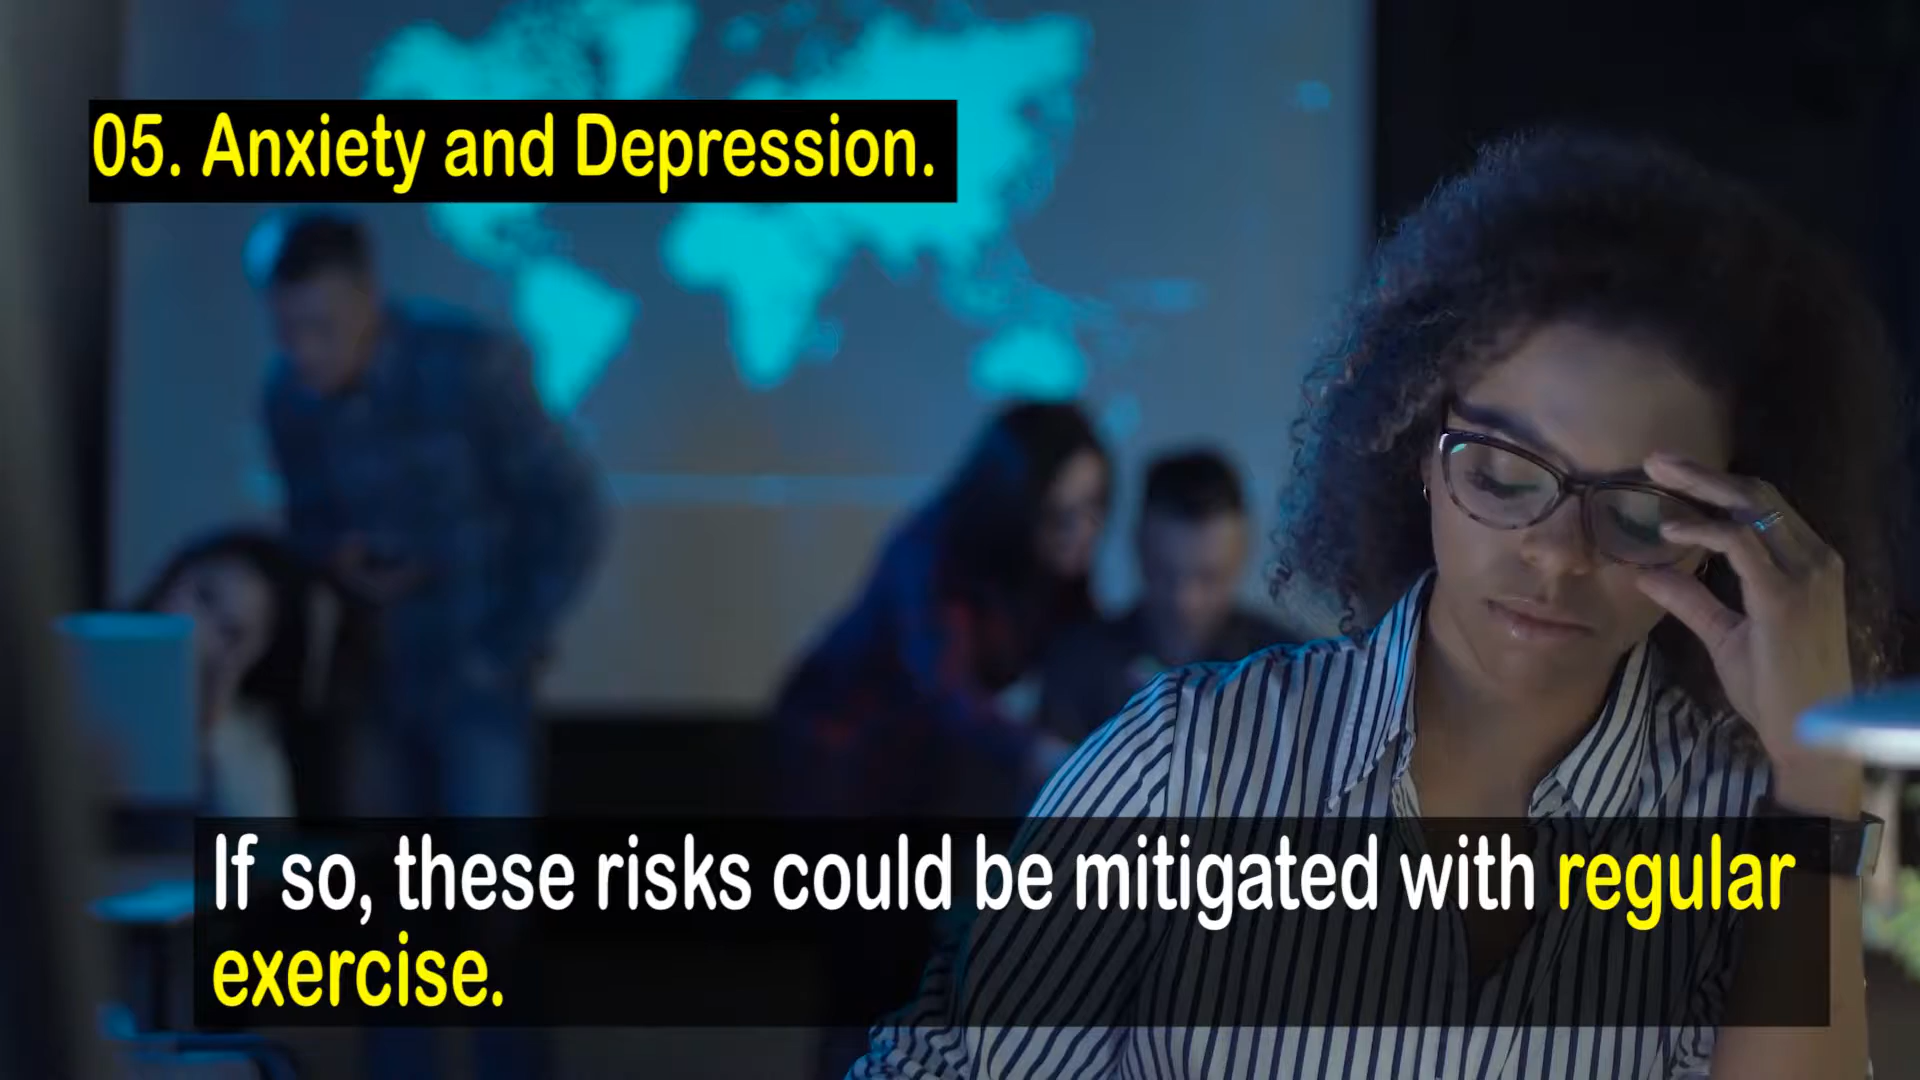 05. Anxiety and Depression.
If so, these risks could be mitigated with regular
exercise.